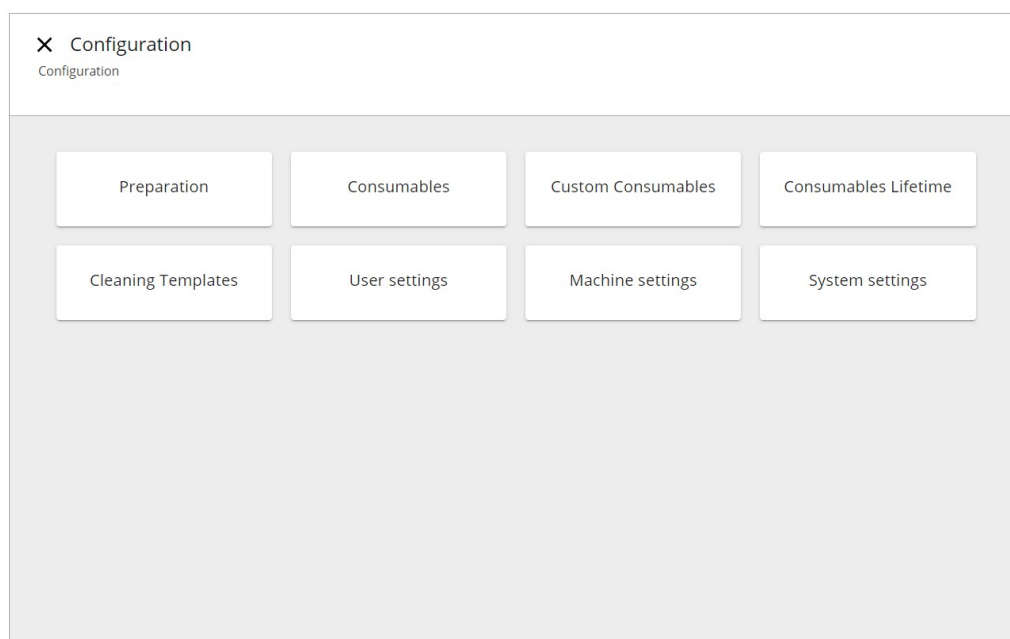 Configuration
Configuration
Preparation
Consumables
Custom Consumables
Consumables Lifetime
Cleaning Templates
User settings
Machine settings
System settings